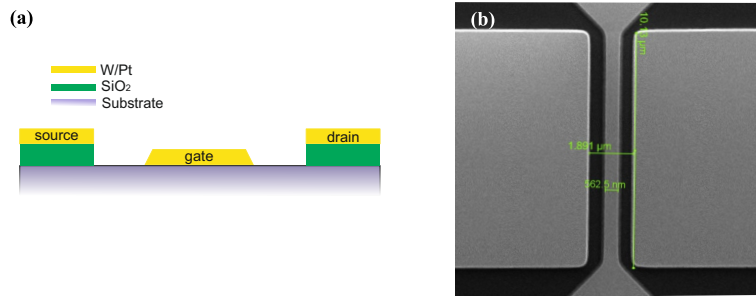 (a)
W/Pt
SiO₂
Substrate
source
drain
gate
(b)
1.891 µm
562.5 nm